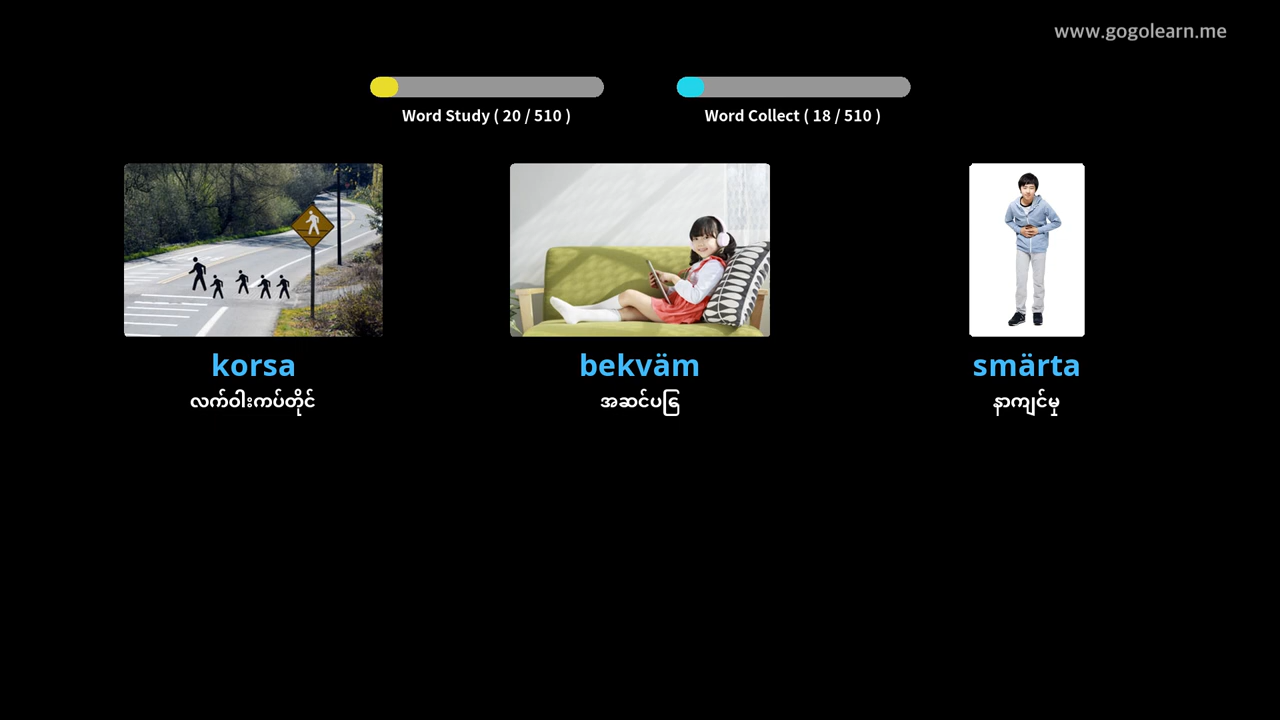 www.gogolearn.me
Word Study ( 20 / 510 )
Word Collect ( 18 / 510 )
korsa
လက်ဝါးကပ်တိုင်
bekväm
အဆင်ပြေ
smärta
နာကျင်မှု